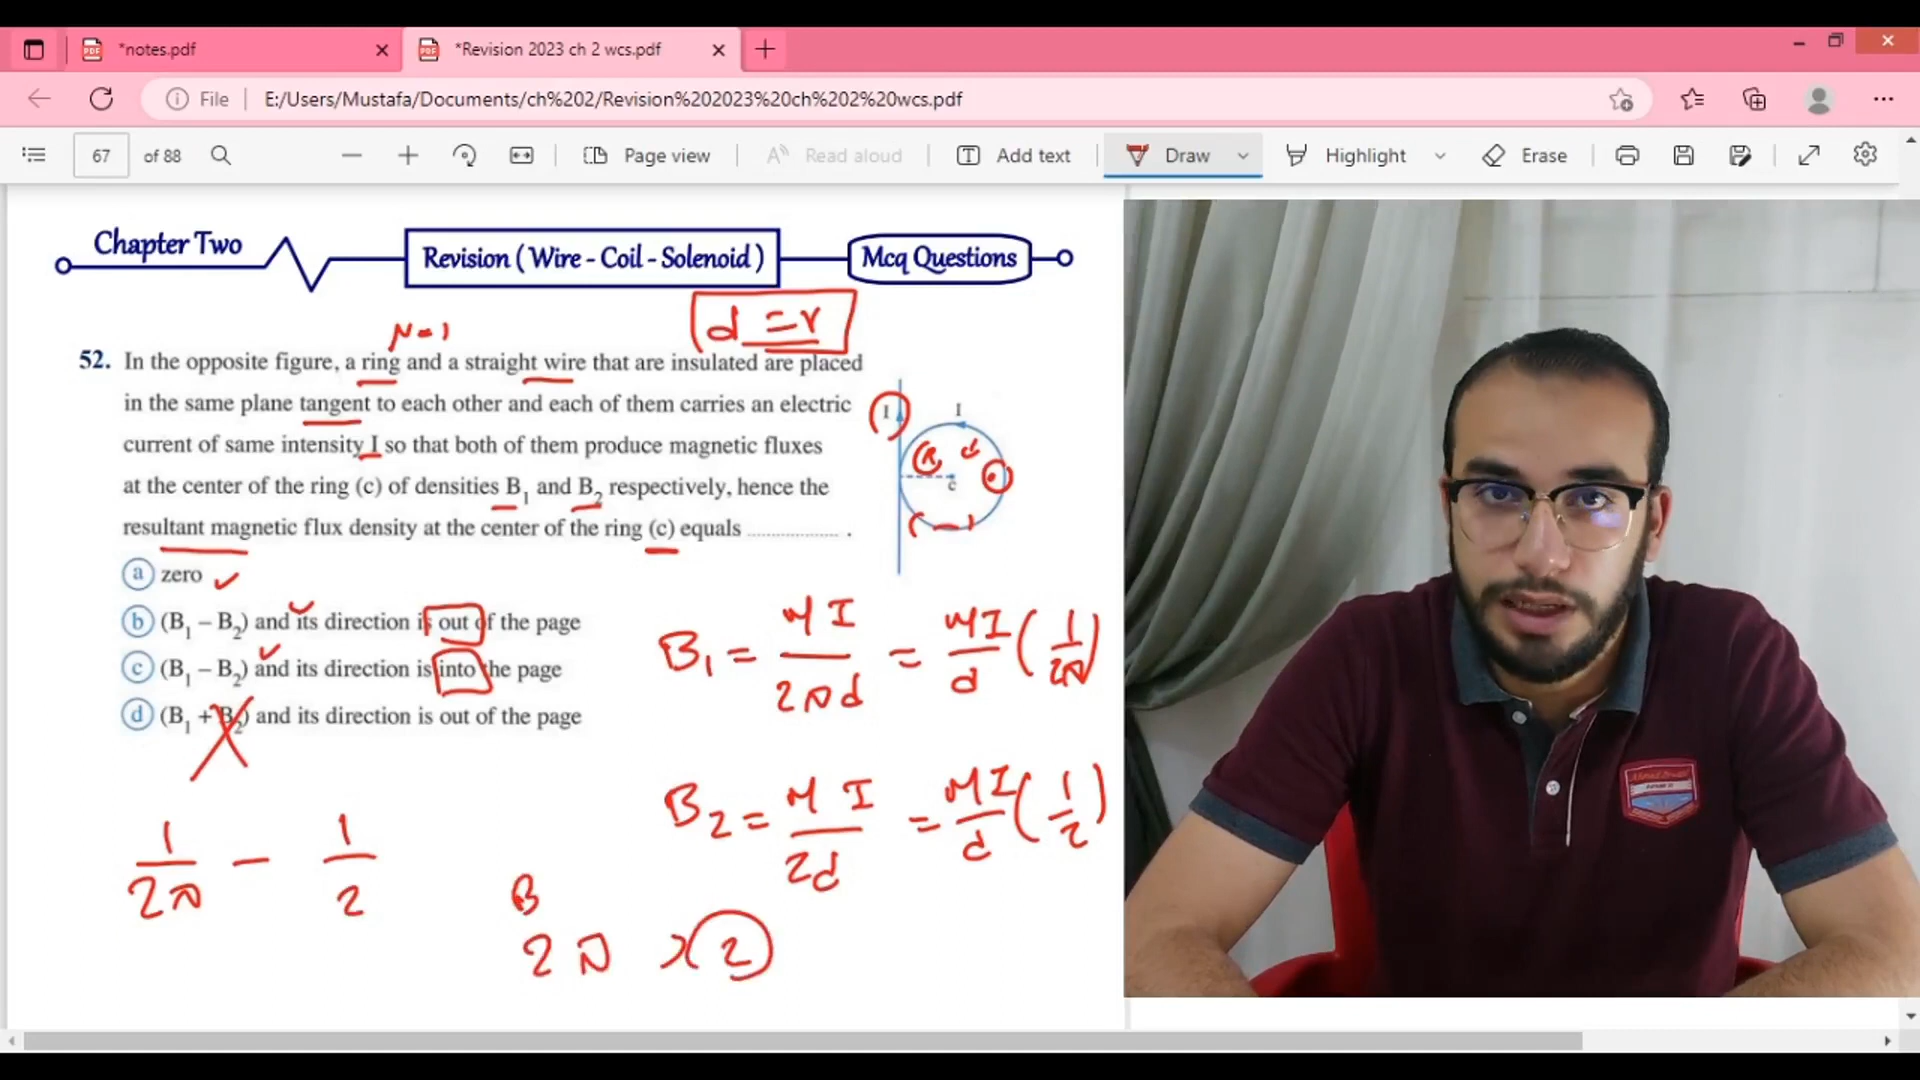 *notes.pdf
*Revision 2023 ch 2 wcs.pdf
File
E:/Users/Mustafa/Documents/ch%202/Revision%202023%20ch%202%20wcs.pdf
67 of 88
Page view
Read aloud
Add text
Draw
Highlight
Erase
Chapter Two
Revision ( Wire - Coil - Solenoid )
Mcq Questions
d = r
N = 1
52. In the opposite figure, a ring and a straight wire that are insulated are placed
in the same plane tangent to each other and each of them carries an electric
current of same intensity I so that both of them produce magnetic fluxes
at the center of the ring (c) of densities B₁ and B₂ respectively, hence the
resultant magnetic flux density at the center of the ring (c) equals .................... .
I
I
R
d
c
a zero
b (B₁ – B₂) and its direction is out of the page
c (B₁ – B₂) and its direction is into the page
d (B₁ + B₂) and its direction is out of the page
B₁ = μI / 2πd = μI / d (1 / 2π)
B₂ = μI / 2d = μI / d (1 / 2)
1 / 2π – 1 / 2
B
2π
2